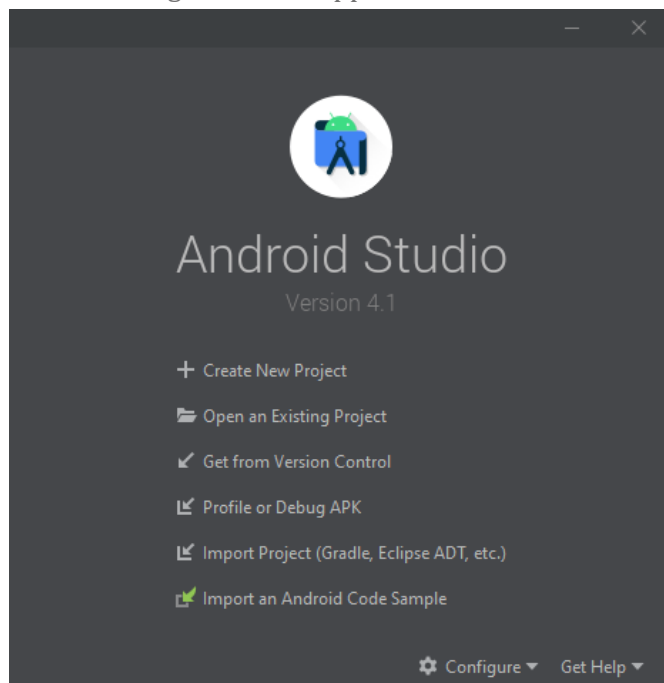 Android Studio
Version 4.1
Create New Project
Open an Existing Project
Get from Version Control
Profile or Debug APK
Import Project (Gradle, Eclipse ADT, etc.)
Import an Android Code Sample
Configure Get Help